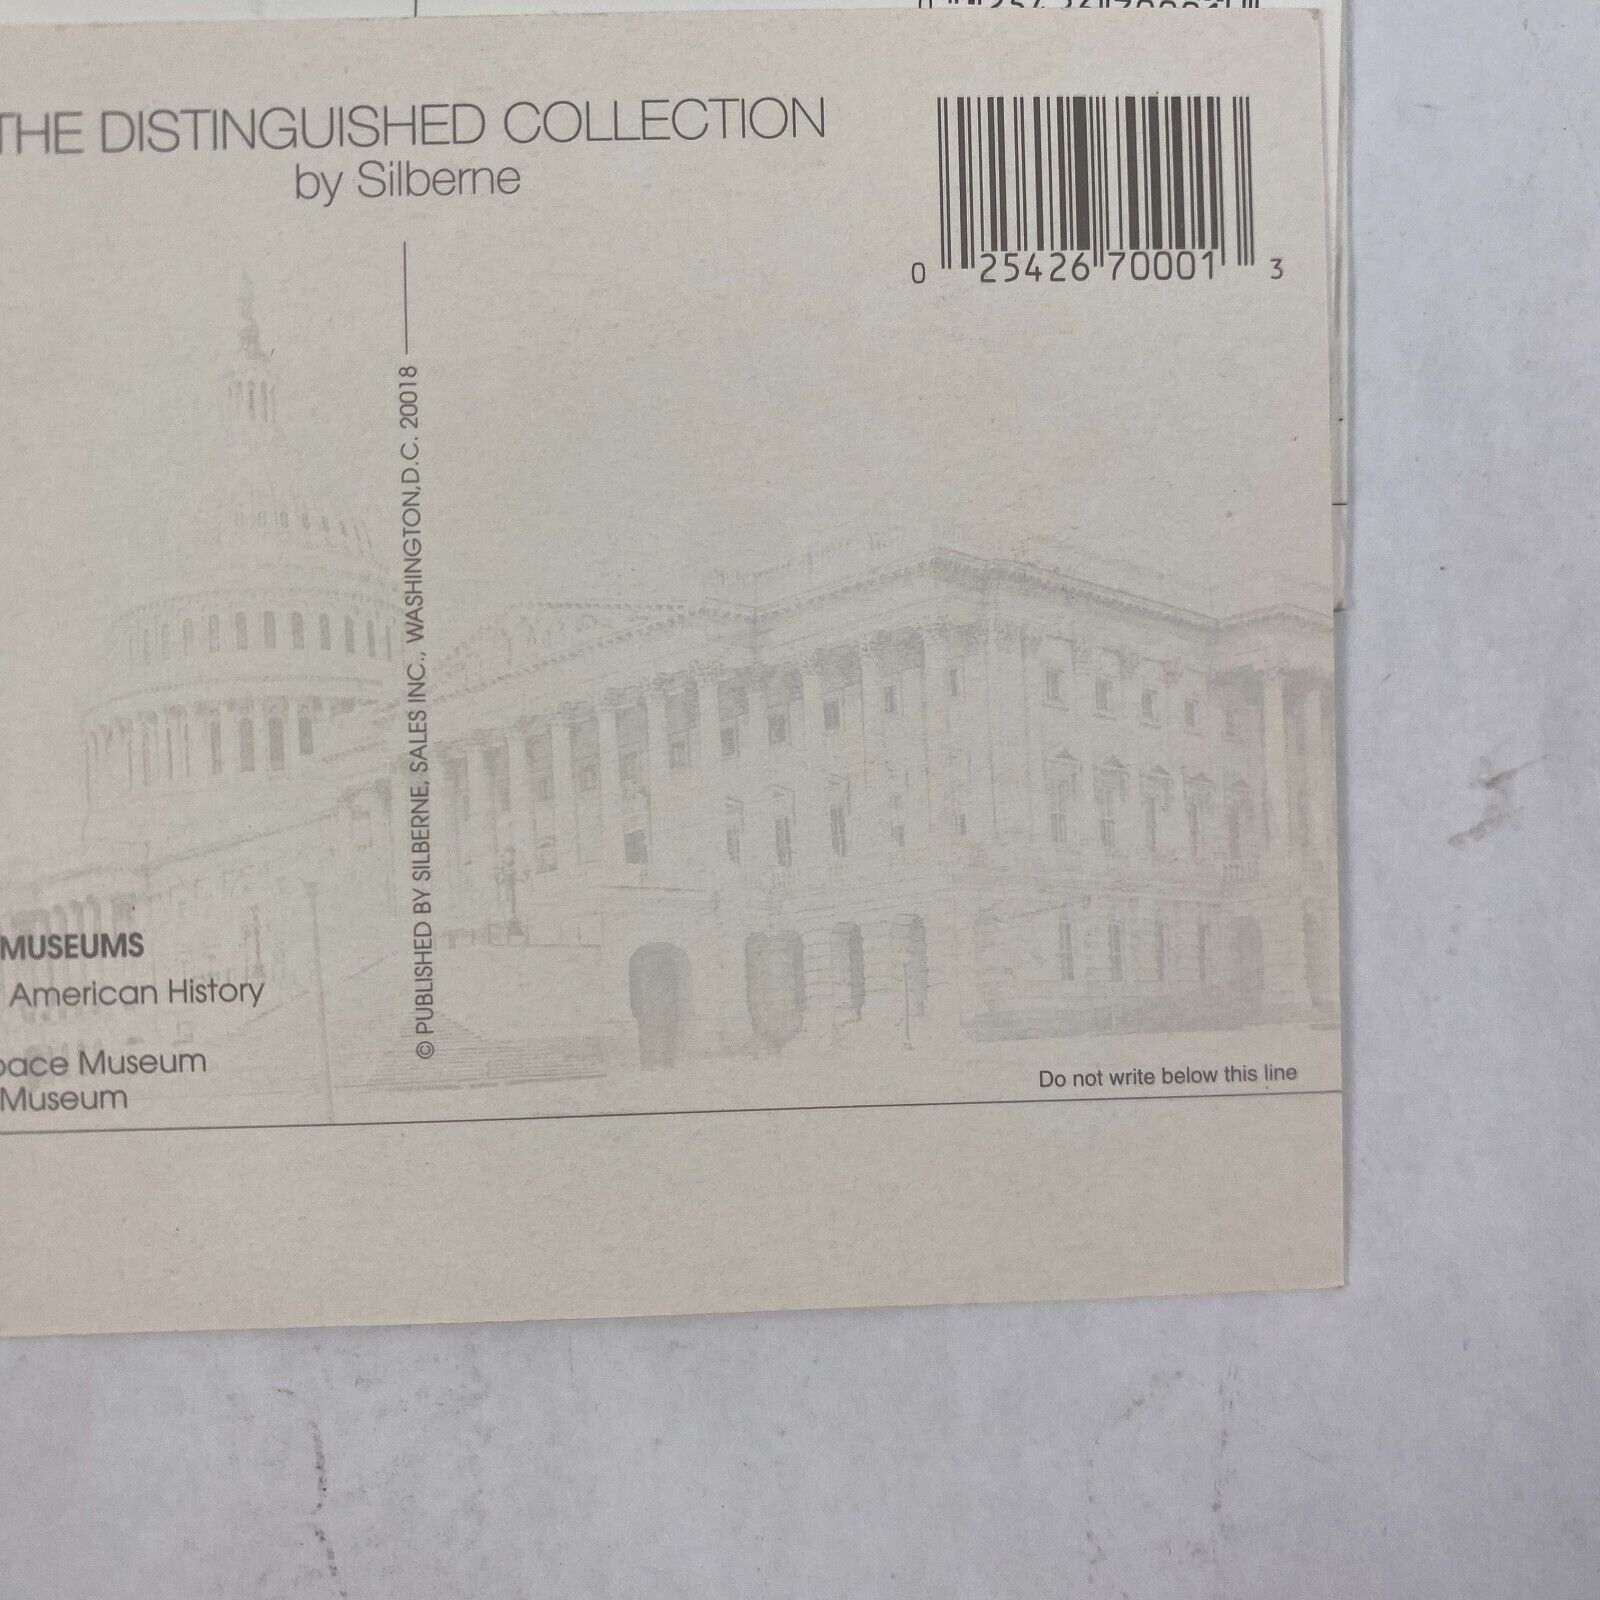 THE DISTINGUISHED COLLECTION
by Silberne
0 25426 70001 3
© PUBLISHED BY SILBERNE, SALES INC., WASHINGTON,D.C. 20018
MUSEUMS
American History
Museum
Museum
Do not write below this line